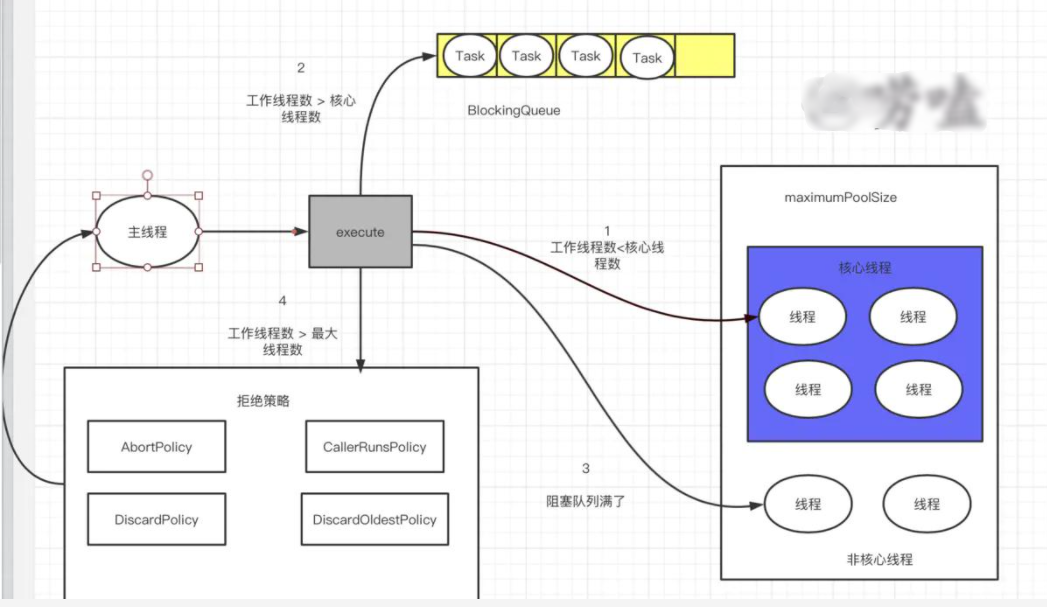 Task
Task
Task
Task
BlockingQueue
2
工作线程数 > 核心
线程数
主线程
execute
1
工作线程数<核心线
程数
maximumPoolSize
核心线程
线程
线程
线程
线程
4
工作线程数 > 最大
线程数
拒绝策略
AbortPolicy
CallerRunsPolicy
DiscardPolicy
DiscardOldestPolicy
3
阻塞队列满了
线程
线程
非核心线程